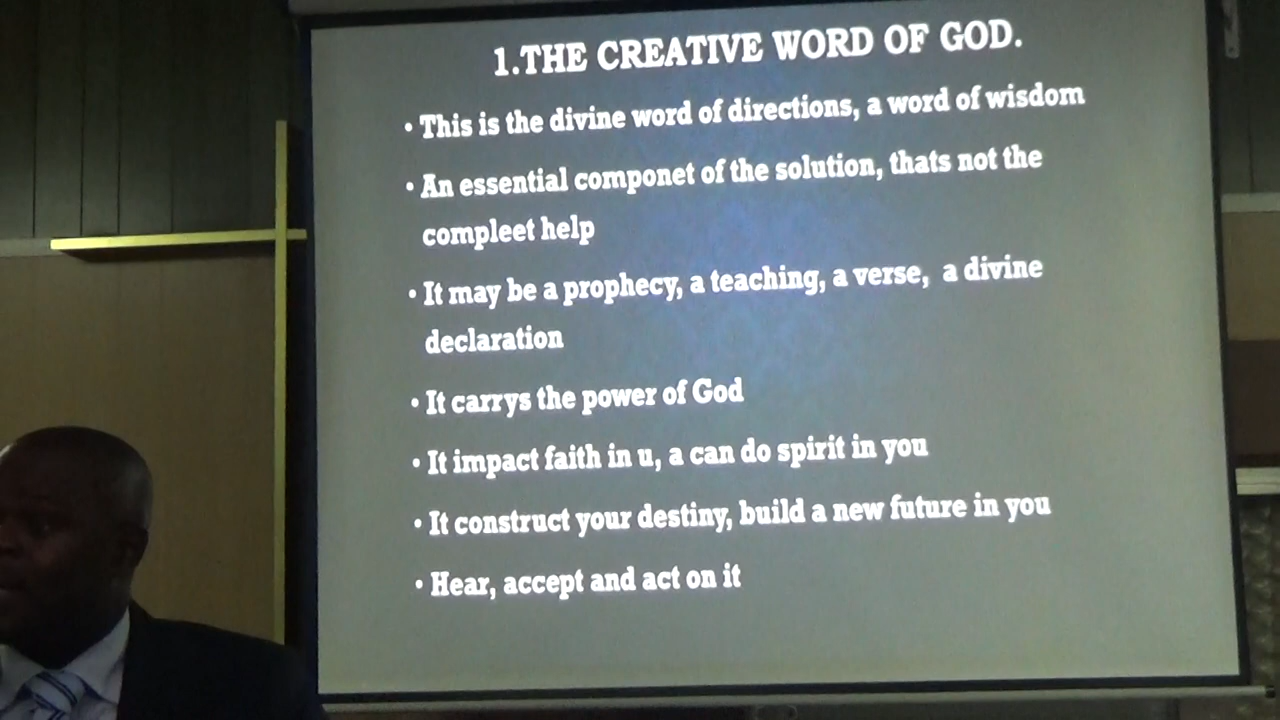 1.THE CREATIVE WORD OF GOD.
• This is the divine word of directions, a word of wisdom
• An essential componet of the solution, thats not the
compleet help
• It may be a prophecy, a teaching, a verse,  a divine
declaration
• It carrys the power of God
• It impact faith in u, a can do spirit in you
• It construct your destiny, build a new future in you
• Hear, accept and act on it